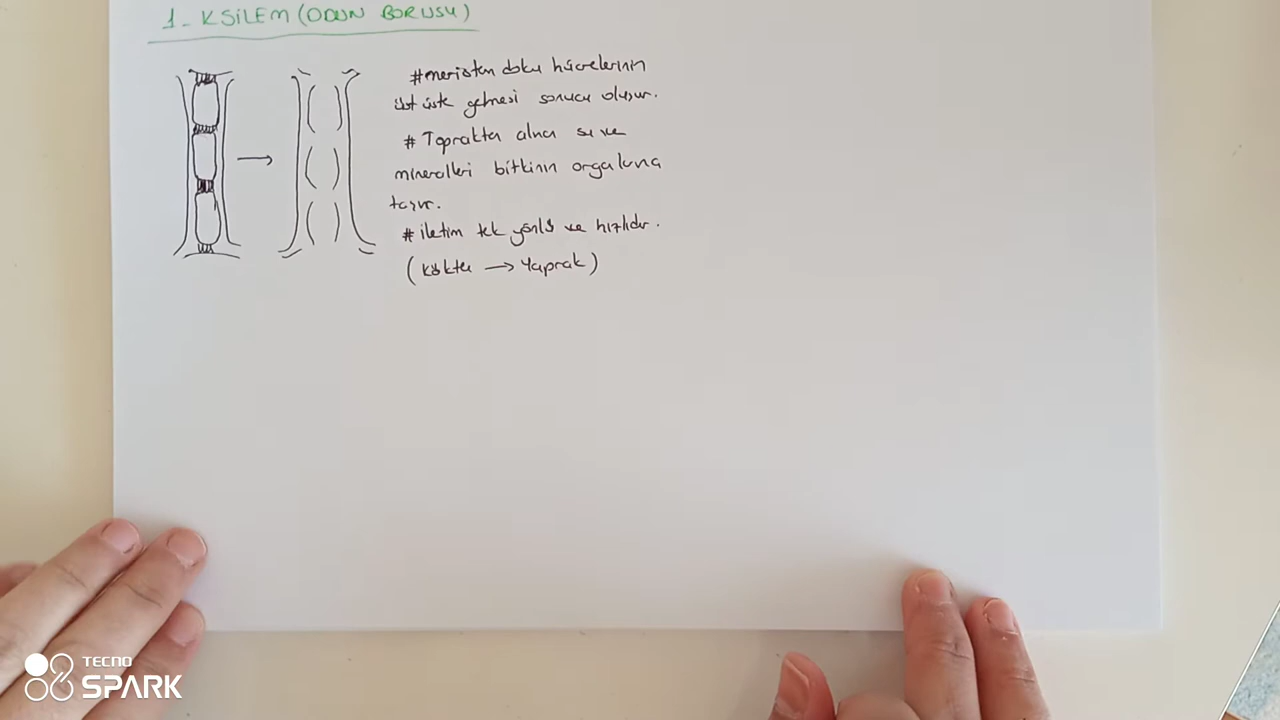 1- KSİLEM (ODUN BORUSU)
#meristem doku hücrelerinin
üst üste gelmesi sonucu oluşur.
# Topraktan alınan su ve
mineralleri bitkinin organlarına
taşır.
# iletim tek yönlü ve hızlıdır.
(Kökten → Yaprak)
TECNO
SPARK